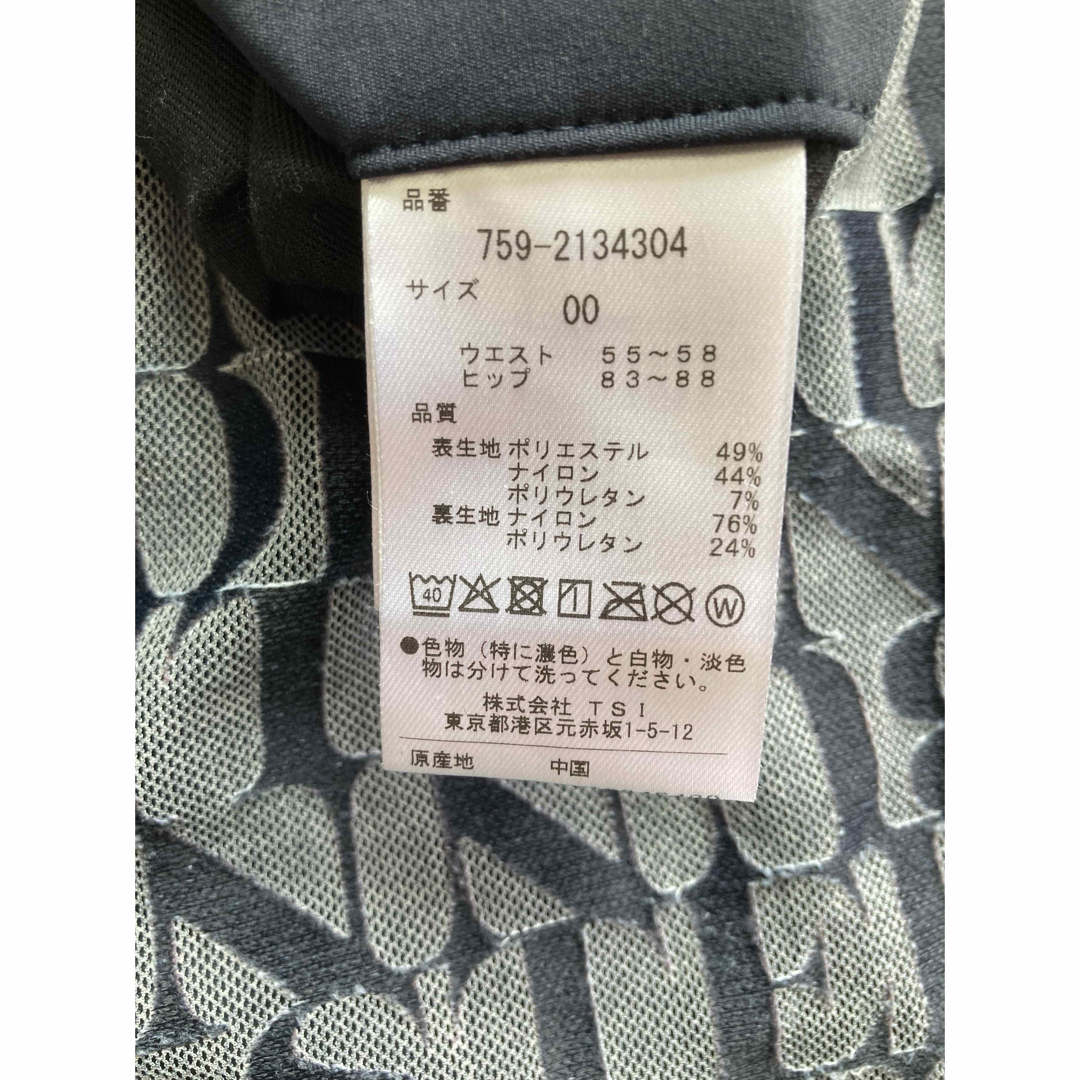 品番
759-2134304
サイズ
00
ウエスト 55～58
ヒップ 83～88
品質
表生地 ポリエステル 49%
ナイロン 44%
ポリウレタン 7%
裏生地 ナイロン 76%
ポリウレタン 24%
40 W
●色物（特に濃色）と白物・淡色
物は分けて洗ってください。
株式会社 TSI
東京都港区元赤坂1-5-12
原産地 中国